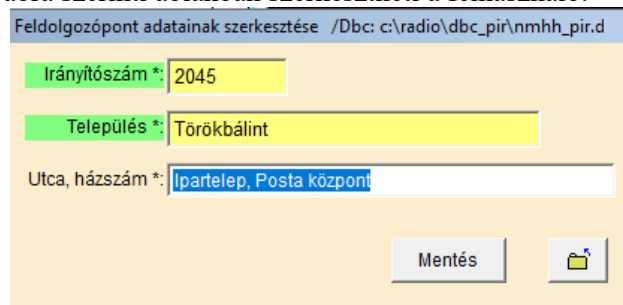 Feldolgozópont adatainak szerkesztése /Dbc: c:\radio\dbc_pir\nmhh_pir.d
Irányítószám *: 2045
Település *: Törökbálint
Utca, házszám *: Ipartelep, Posta központ
Mentés